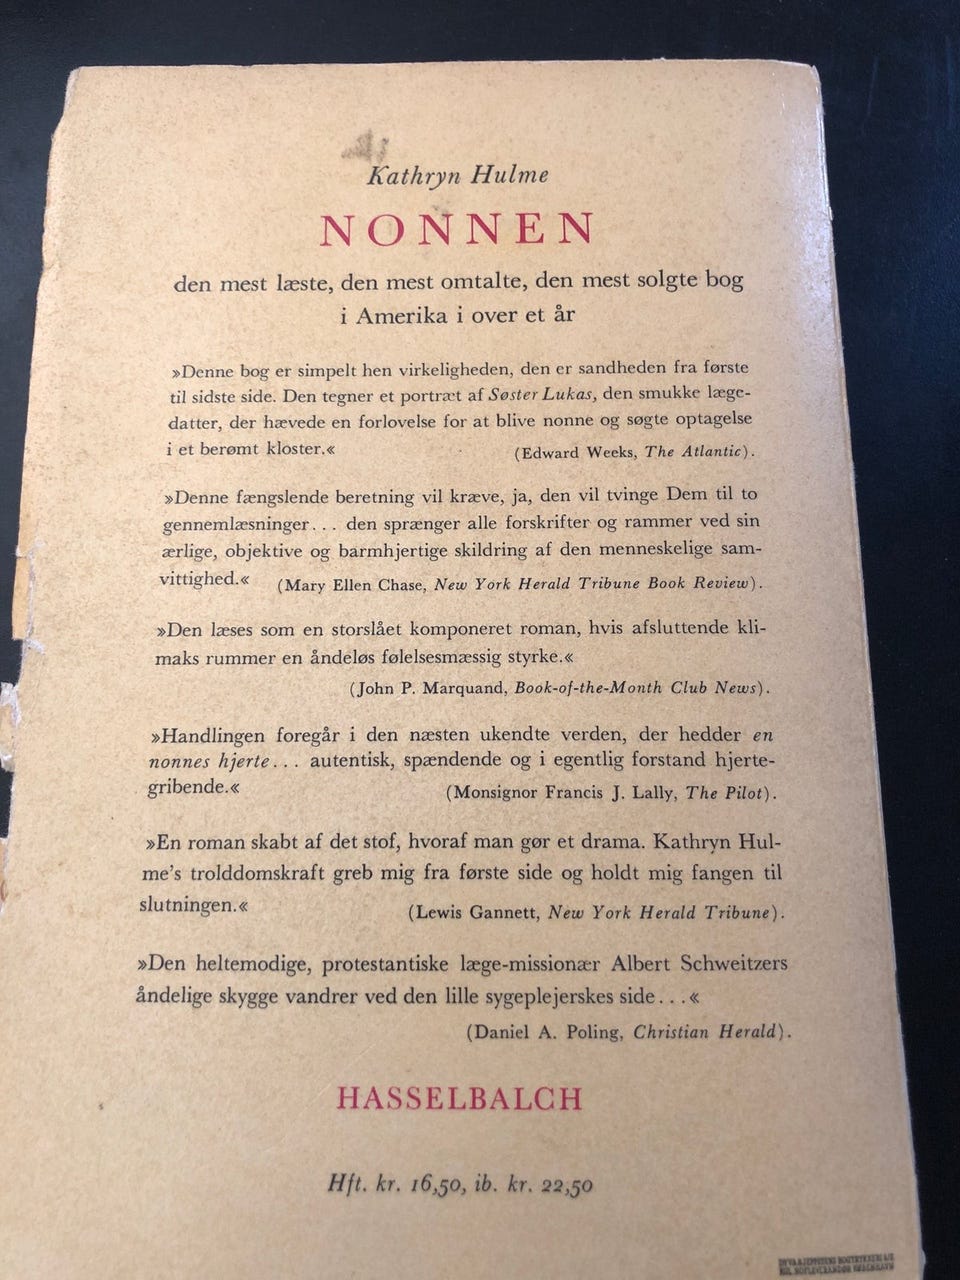 Kathryn Hulme
NONNEN
den mest læste, den mest omtalte, den mest solgte bog
i Amerika i over et år
»Denne bog er simpelt hen virkeligheden, den er sandheden fra første
til sidste side. Den tegner et portræt af Søster Lukas, den smukke læge-
datter, der hævede en forlovelse for at blive nonne og søgte optagelse
i et berømt kloster.« (Edward Weeks, The Atlantic).
»Denne fængslende beretning vil kræve, ja, den vil tvinge Dem til to
gennemlæsninger... den sprænger alle forskrifter og rammer ved sin
ærlige, objektive og barmhjertige skildring af den menneskelige sam-
vittighed.« (Mary Ellen Chase, New York Herald Tribune Book Review).
»Den læses som en storslået komponeret roman, hvis afsluttende kli-
maks rummer en åndeløs følelsesmæssig styrke.«
(John P. Marquand, Book-of-the-Month Club News).
»Handlingen foregår i den næsten ukendte verden, der hedder en
nonnes hjerte... autentisk, spændende og i egentlig forstand hjerte-
gribende.« (Monsignor Francis J. Lally, The Pilot).
»En roman skabt af det stof, hvoraf man gør et drama. Kathryn Hul-
me's trolddomskraft greb mig fra første side og holdt mig fangen til
slutningen.« (Lewis Gannett, New York Herald Tribune).
»Den heltemodige, protestantiske læge-missionær Albert Schweitzers
åndelige skygge vandrer ved den lille sygeplejerskes side...«
(Daniel A. Poling, Christian Herald).
HASSELBALCH
Hft. kr. 16,50, ib. kr. 22,50